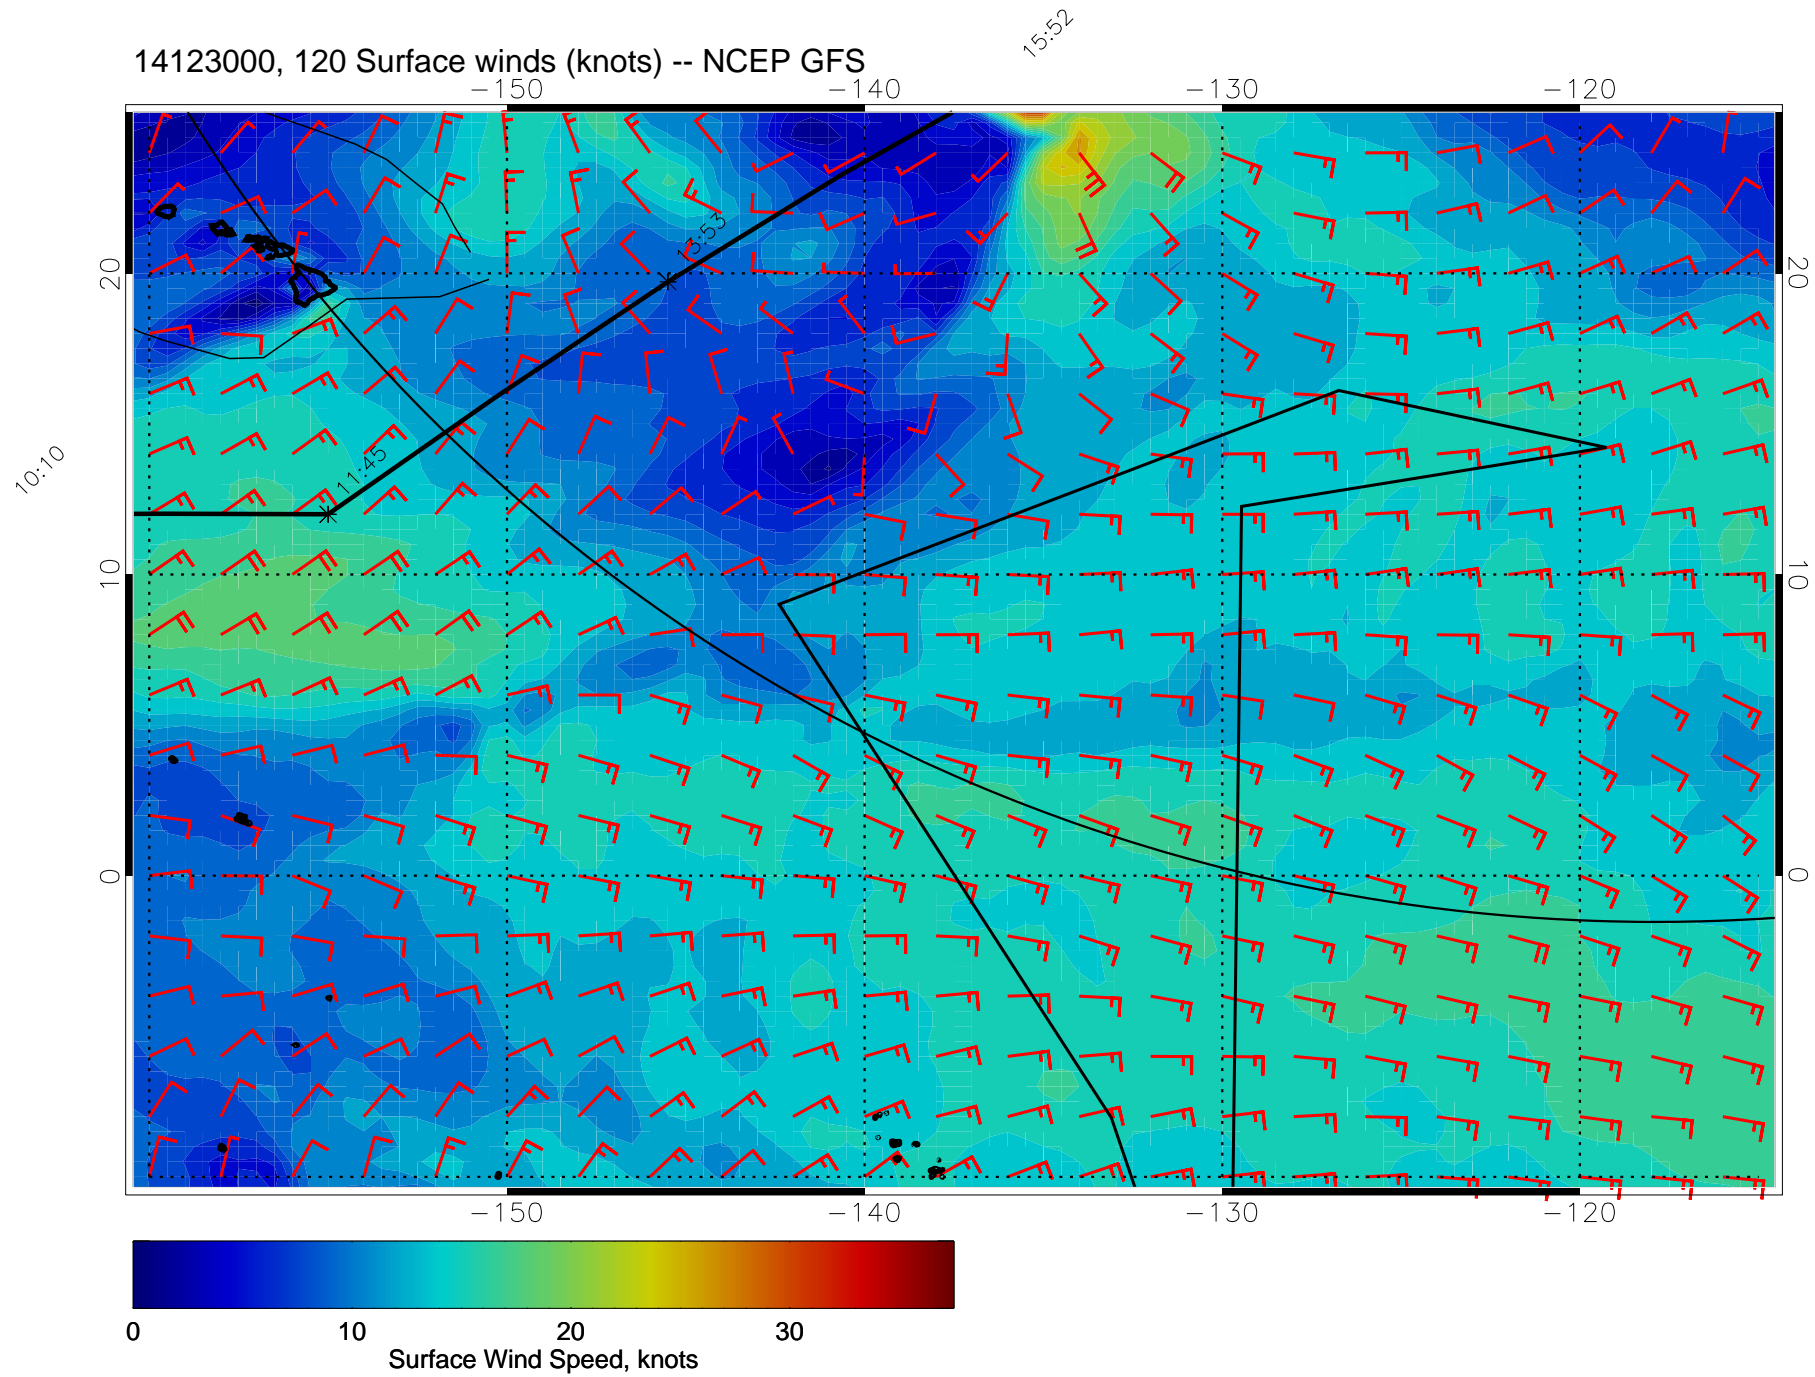 15:52
14123000, 120 Surface winds (knots) -- NCEP GFS
-150 -140 -130 -120
13:53
20 20
11:45
10:10
10 10
0 0
-150 -140 -130 -120
0 10 20 30
Surface Wind Speed, knots